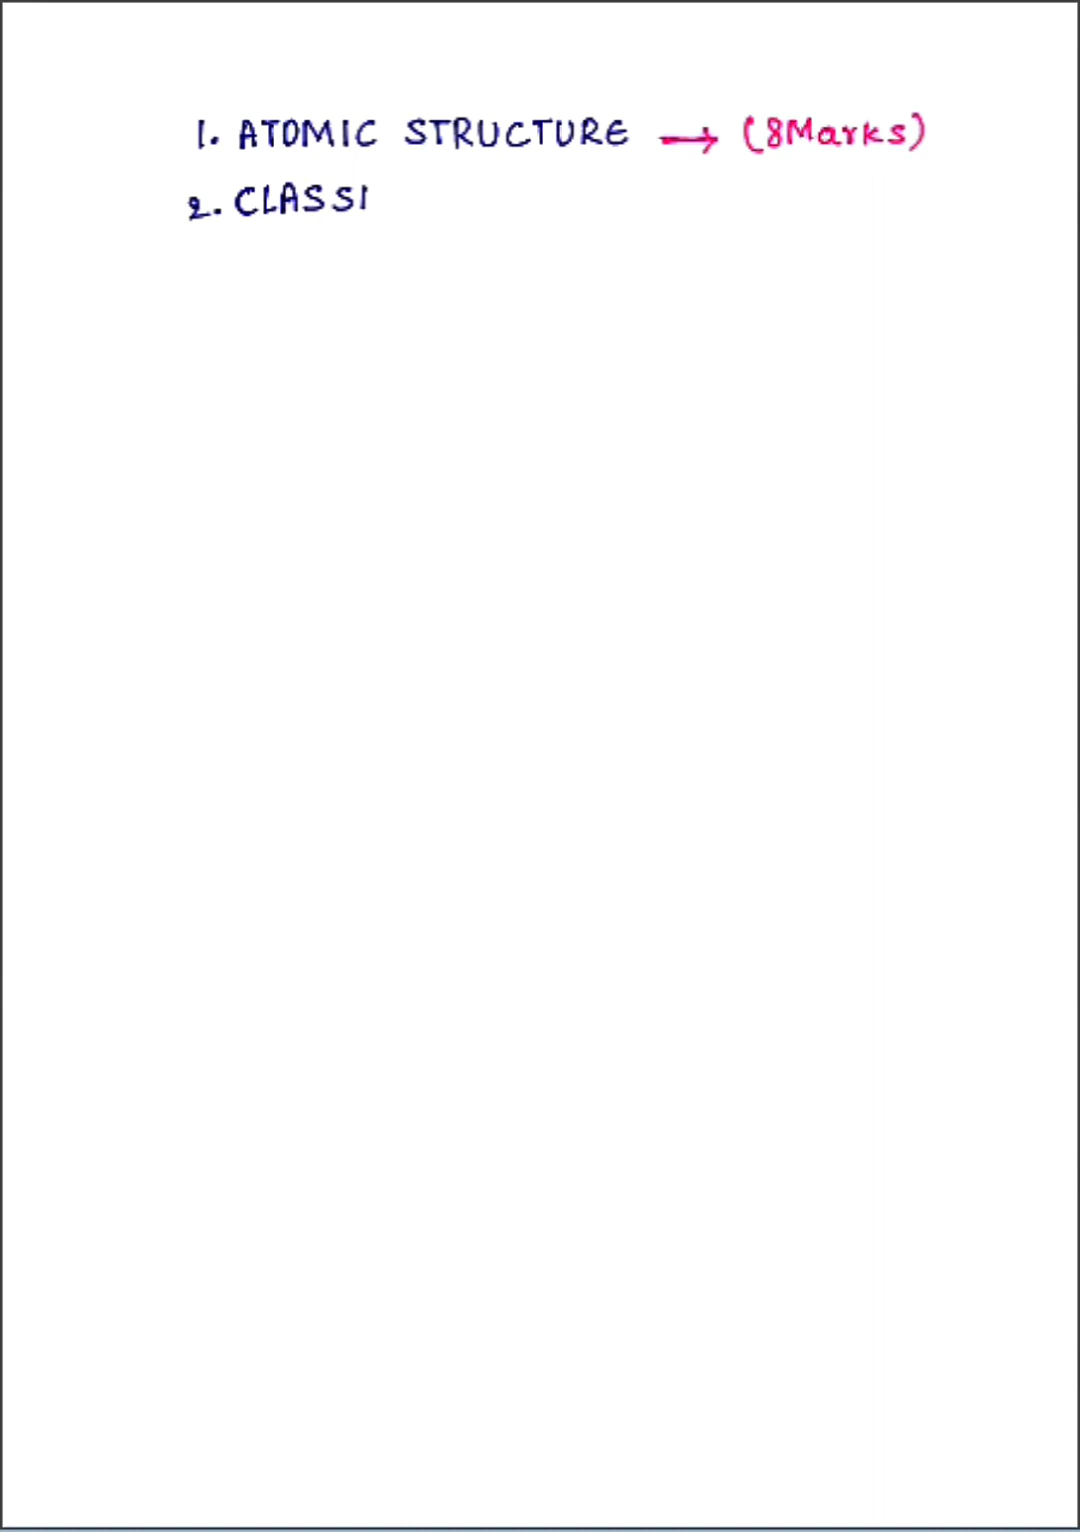 1. ATOMIC STRUCTURE → (8Marks)
2. CLASSI